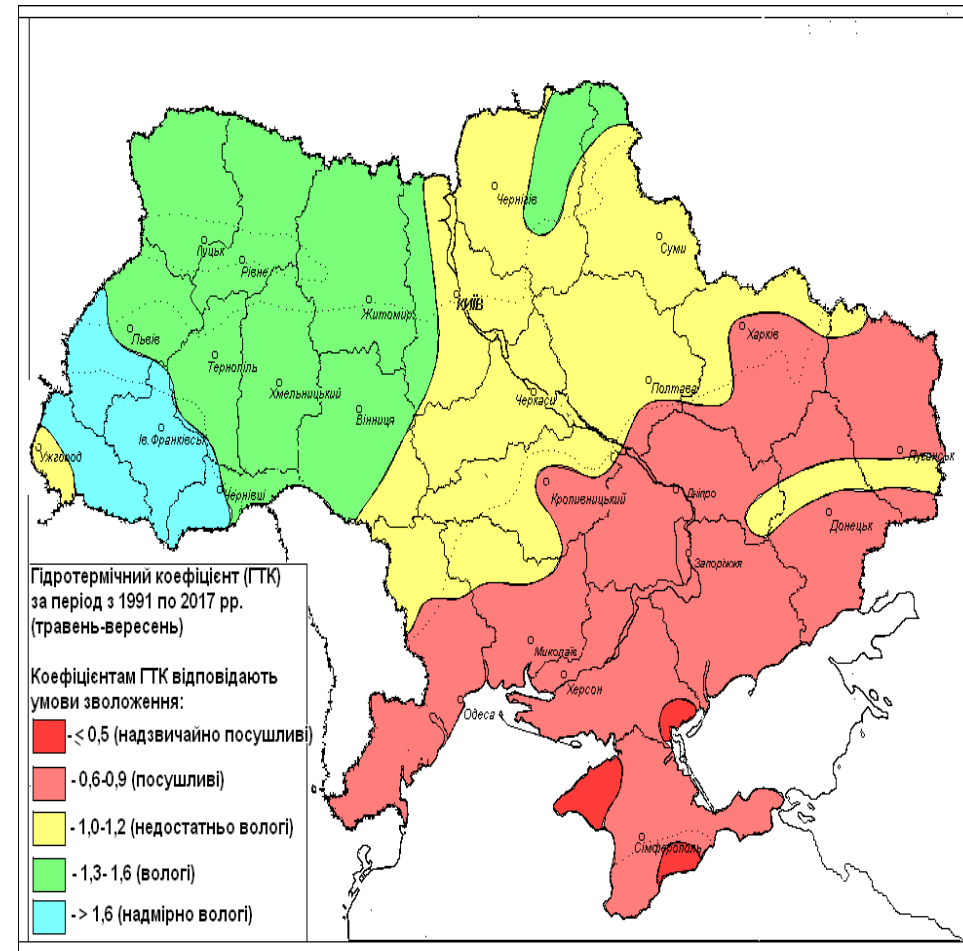 Чернігів
Суми
Луцьк
Рівне
КИЇВ
Житомир
Харків
Львів
Тернопіль
Хмельницький
Полтава
Черкаси
Вінниця
Ів.Франківськ
Ужгород
Луганськ
Чернівці
Кропивницький
Дніпро
Донецьк
Запоріжжя
Миколаїв
Херсон
Одеса
Сімферополь
Гідротермічний коефіцієнт (ГТК)
за період з 1991 по 2017 рр.
(травень-вересень)
Коефіцієнтам ГТК відповідають
умови зволоження:
-≤ 0,5 (надзвичайно посушливі)
- 0,6-0,9 (посушливі)
- 1,0-1,2 (недостатньо вологі)
- 1,3- 1,6 (вологі)
-> 1,6 (надмірно вологі)